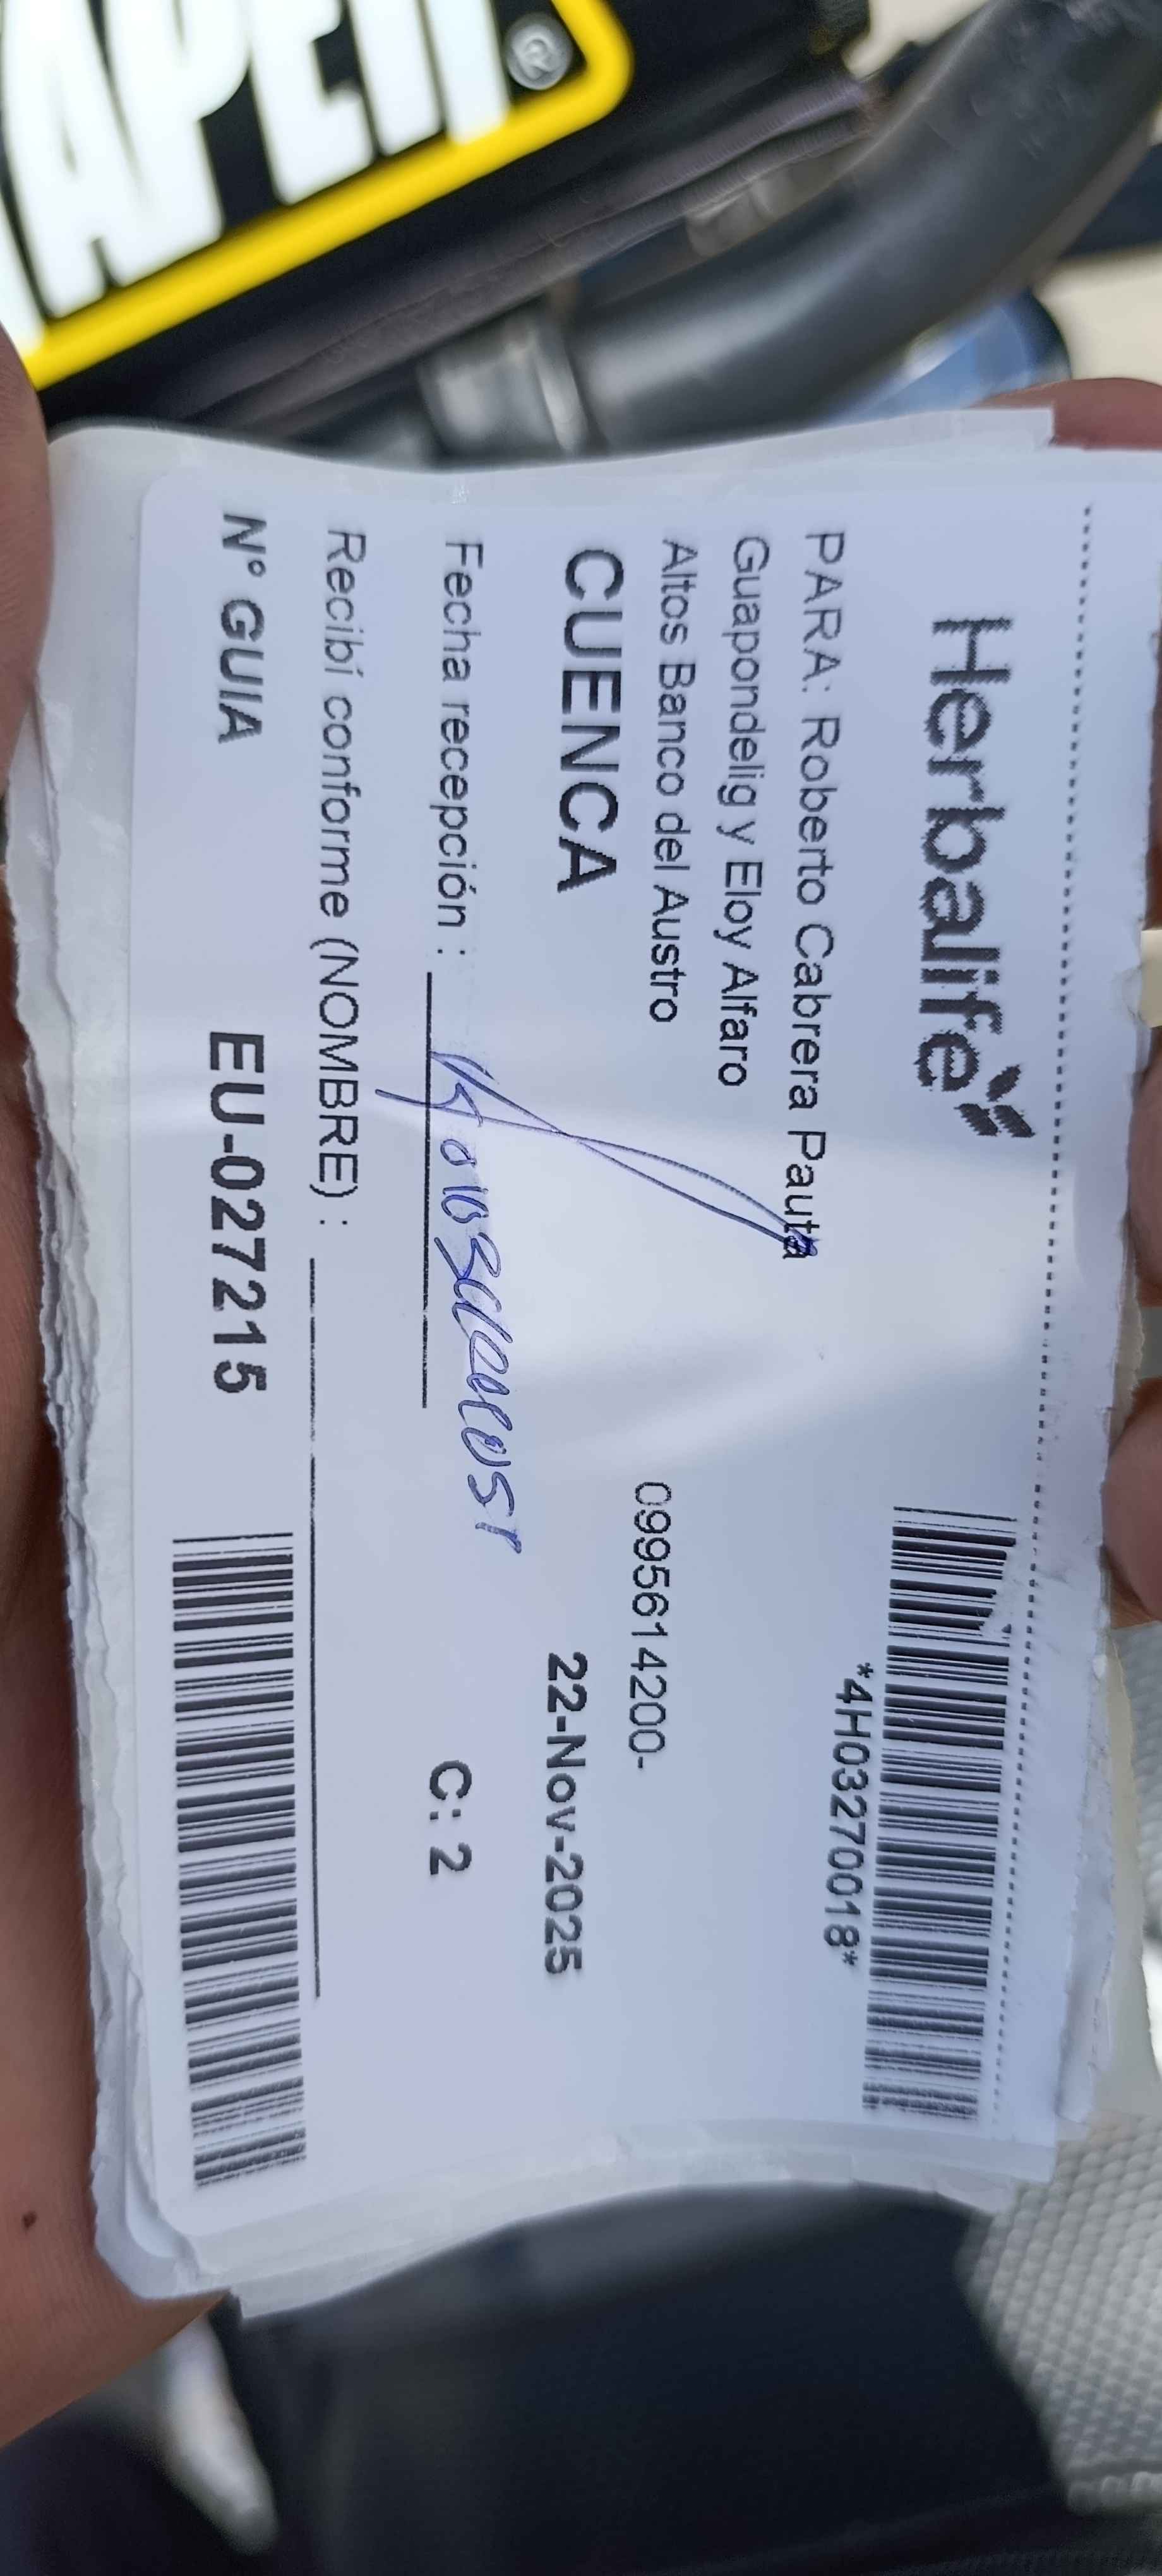 Herbalife
*4H03270018*
PARA: Roberto Cabrera Pauta
Guapondelig y Eloy Alfaro
Altos Banco del Austro
0995614200-
CUENCA
22-Nov-2025
Fecha recepción :
C: 2
Recibí conforme (NOMBRE) :
Nº GUIA EU-027215